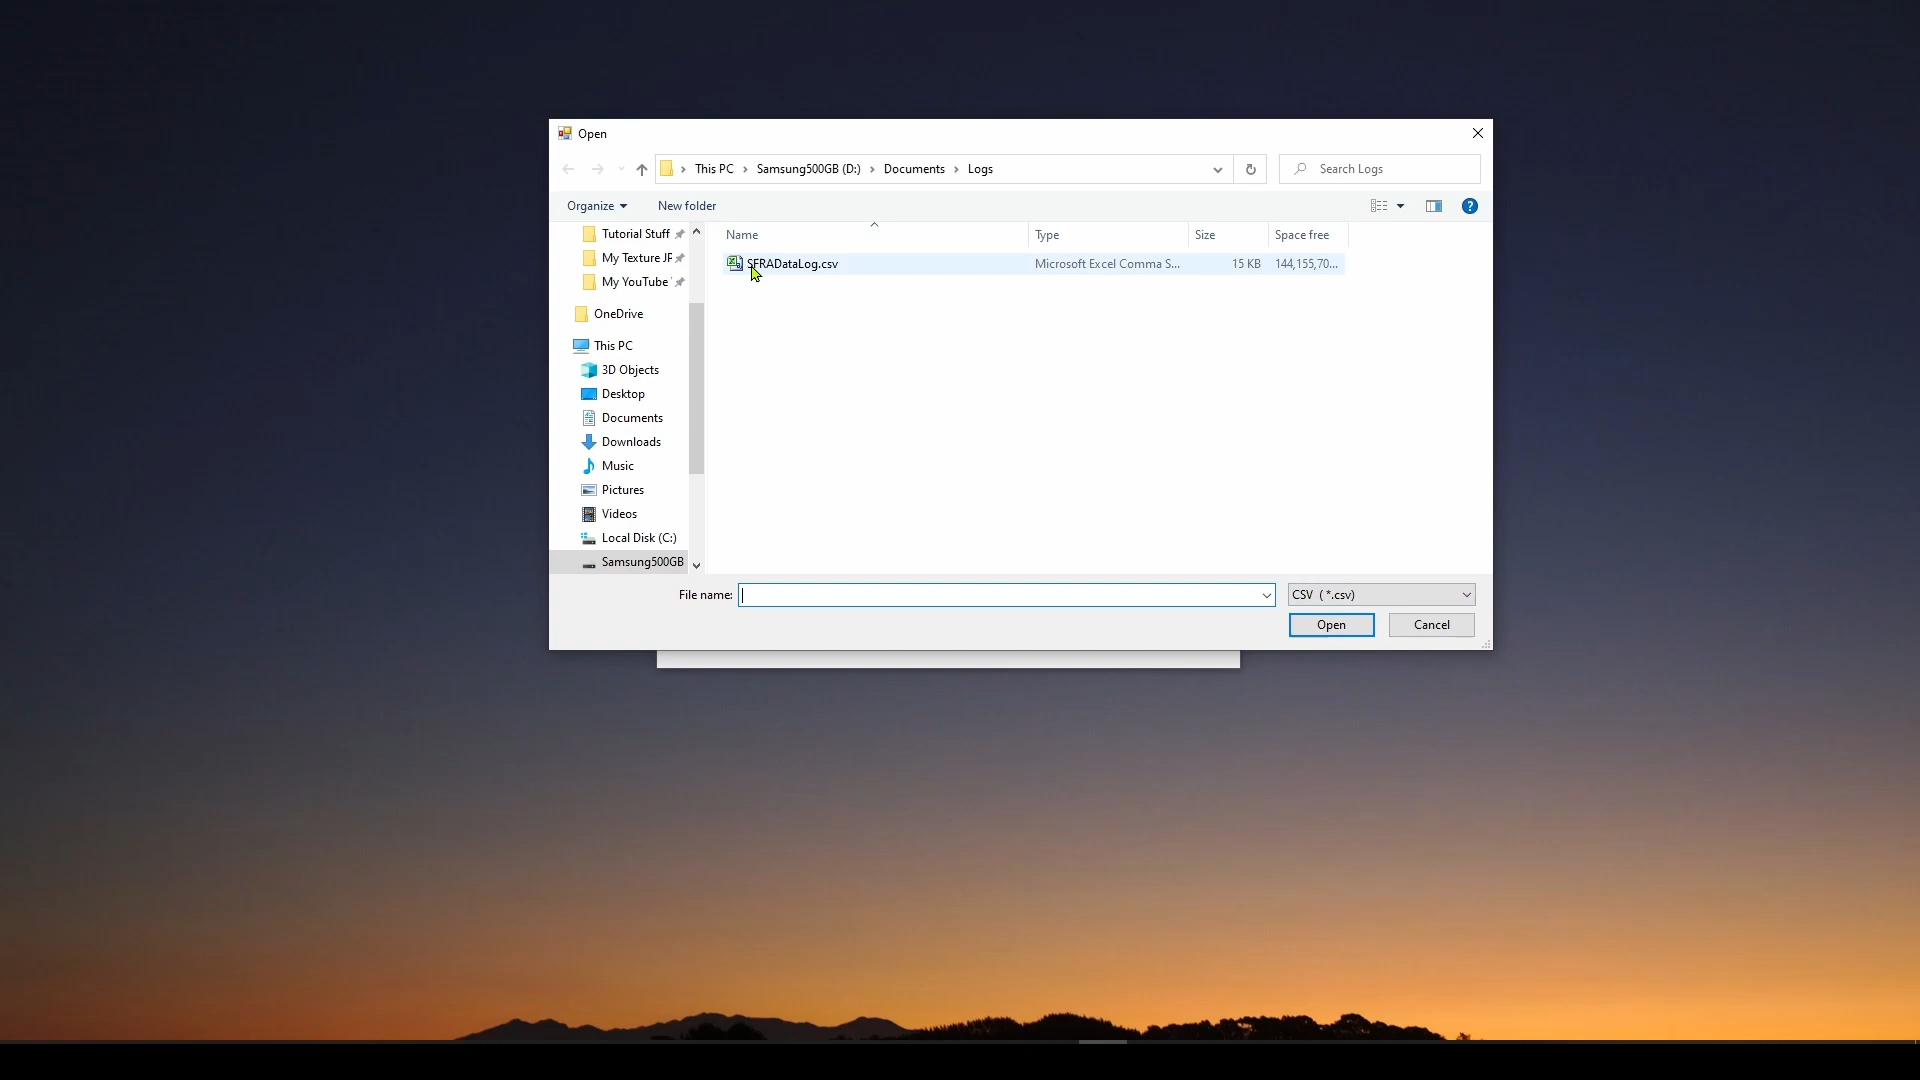 Open
This PC > Samsung500GB (D:) > Documents > Logs
Search Logs
Organize
New folder
Tutorial Stuff
My Texture JF
My YouTube
OneDrive
This PC
3D Objects
Desktop
Documents
Downloads
Music
Pictures
Videos
Local Disk (C:)
Samsung500GB
Name Type Size Space free
SFRADataLog.csv Microsoft Excel Comma S... 15 KB 144,155,70...
File name:
CSV ( *.csv)
Open
Cancel